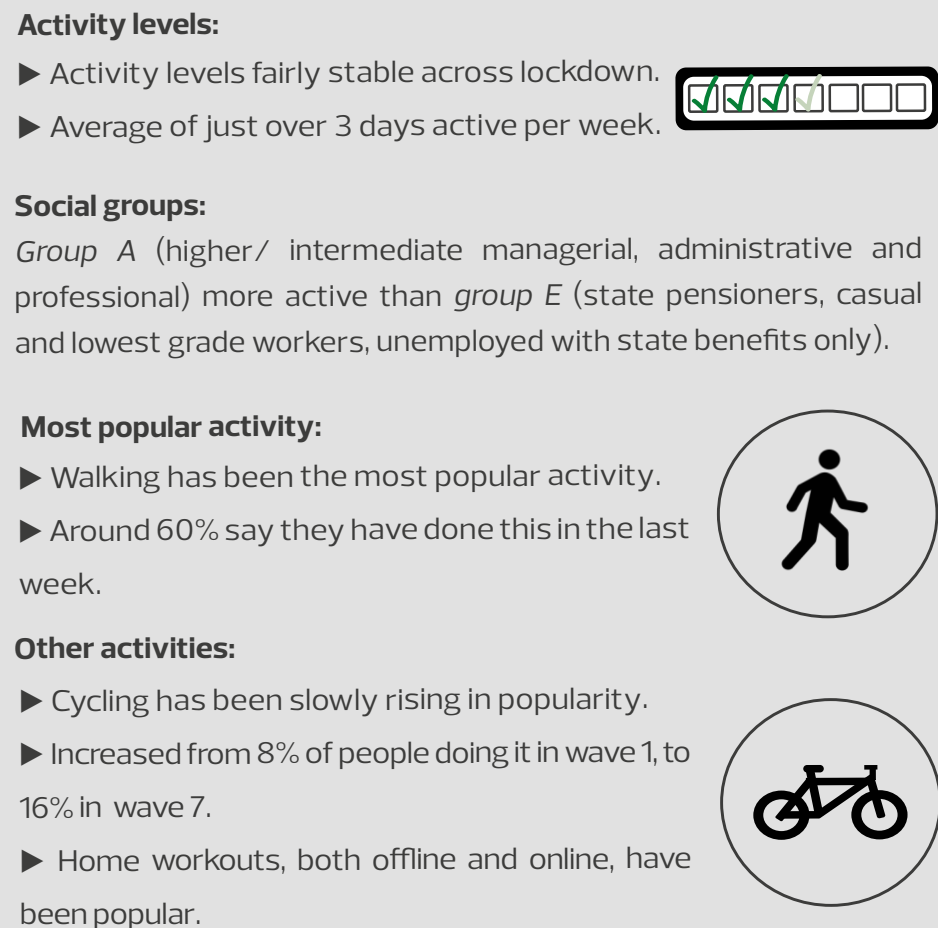 Activity levels:
▶ Activity levels fairly stable across lockdown.
▶ Average of just over 3 days active per week.
Social groups:
Group A (higher/ intermediate managerial, administrative and
professional) more active than group E (state pensioners, casual
and lowest grade workers, unemployed with state benefits only).
Most popular activity:
▶ Walking has been the most popular activity.
▶ Around 60% say they have done this in the last
week.
Other activities:
▶ Cycling has been slowly rising in popularity.
▶ Increased from 8% of people doing it in wave 1, to
16% in wave 7.
▶ Home workouts, both offline and online, have
been popular.